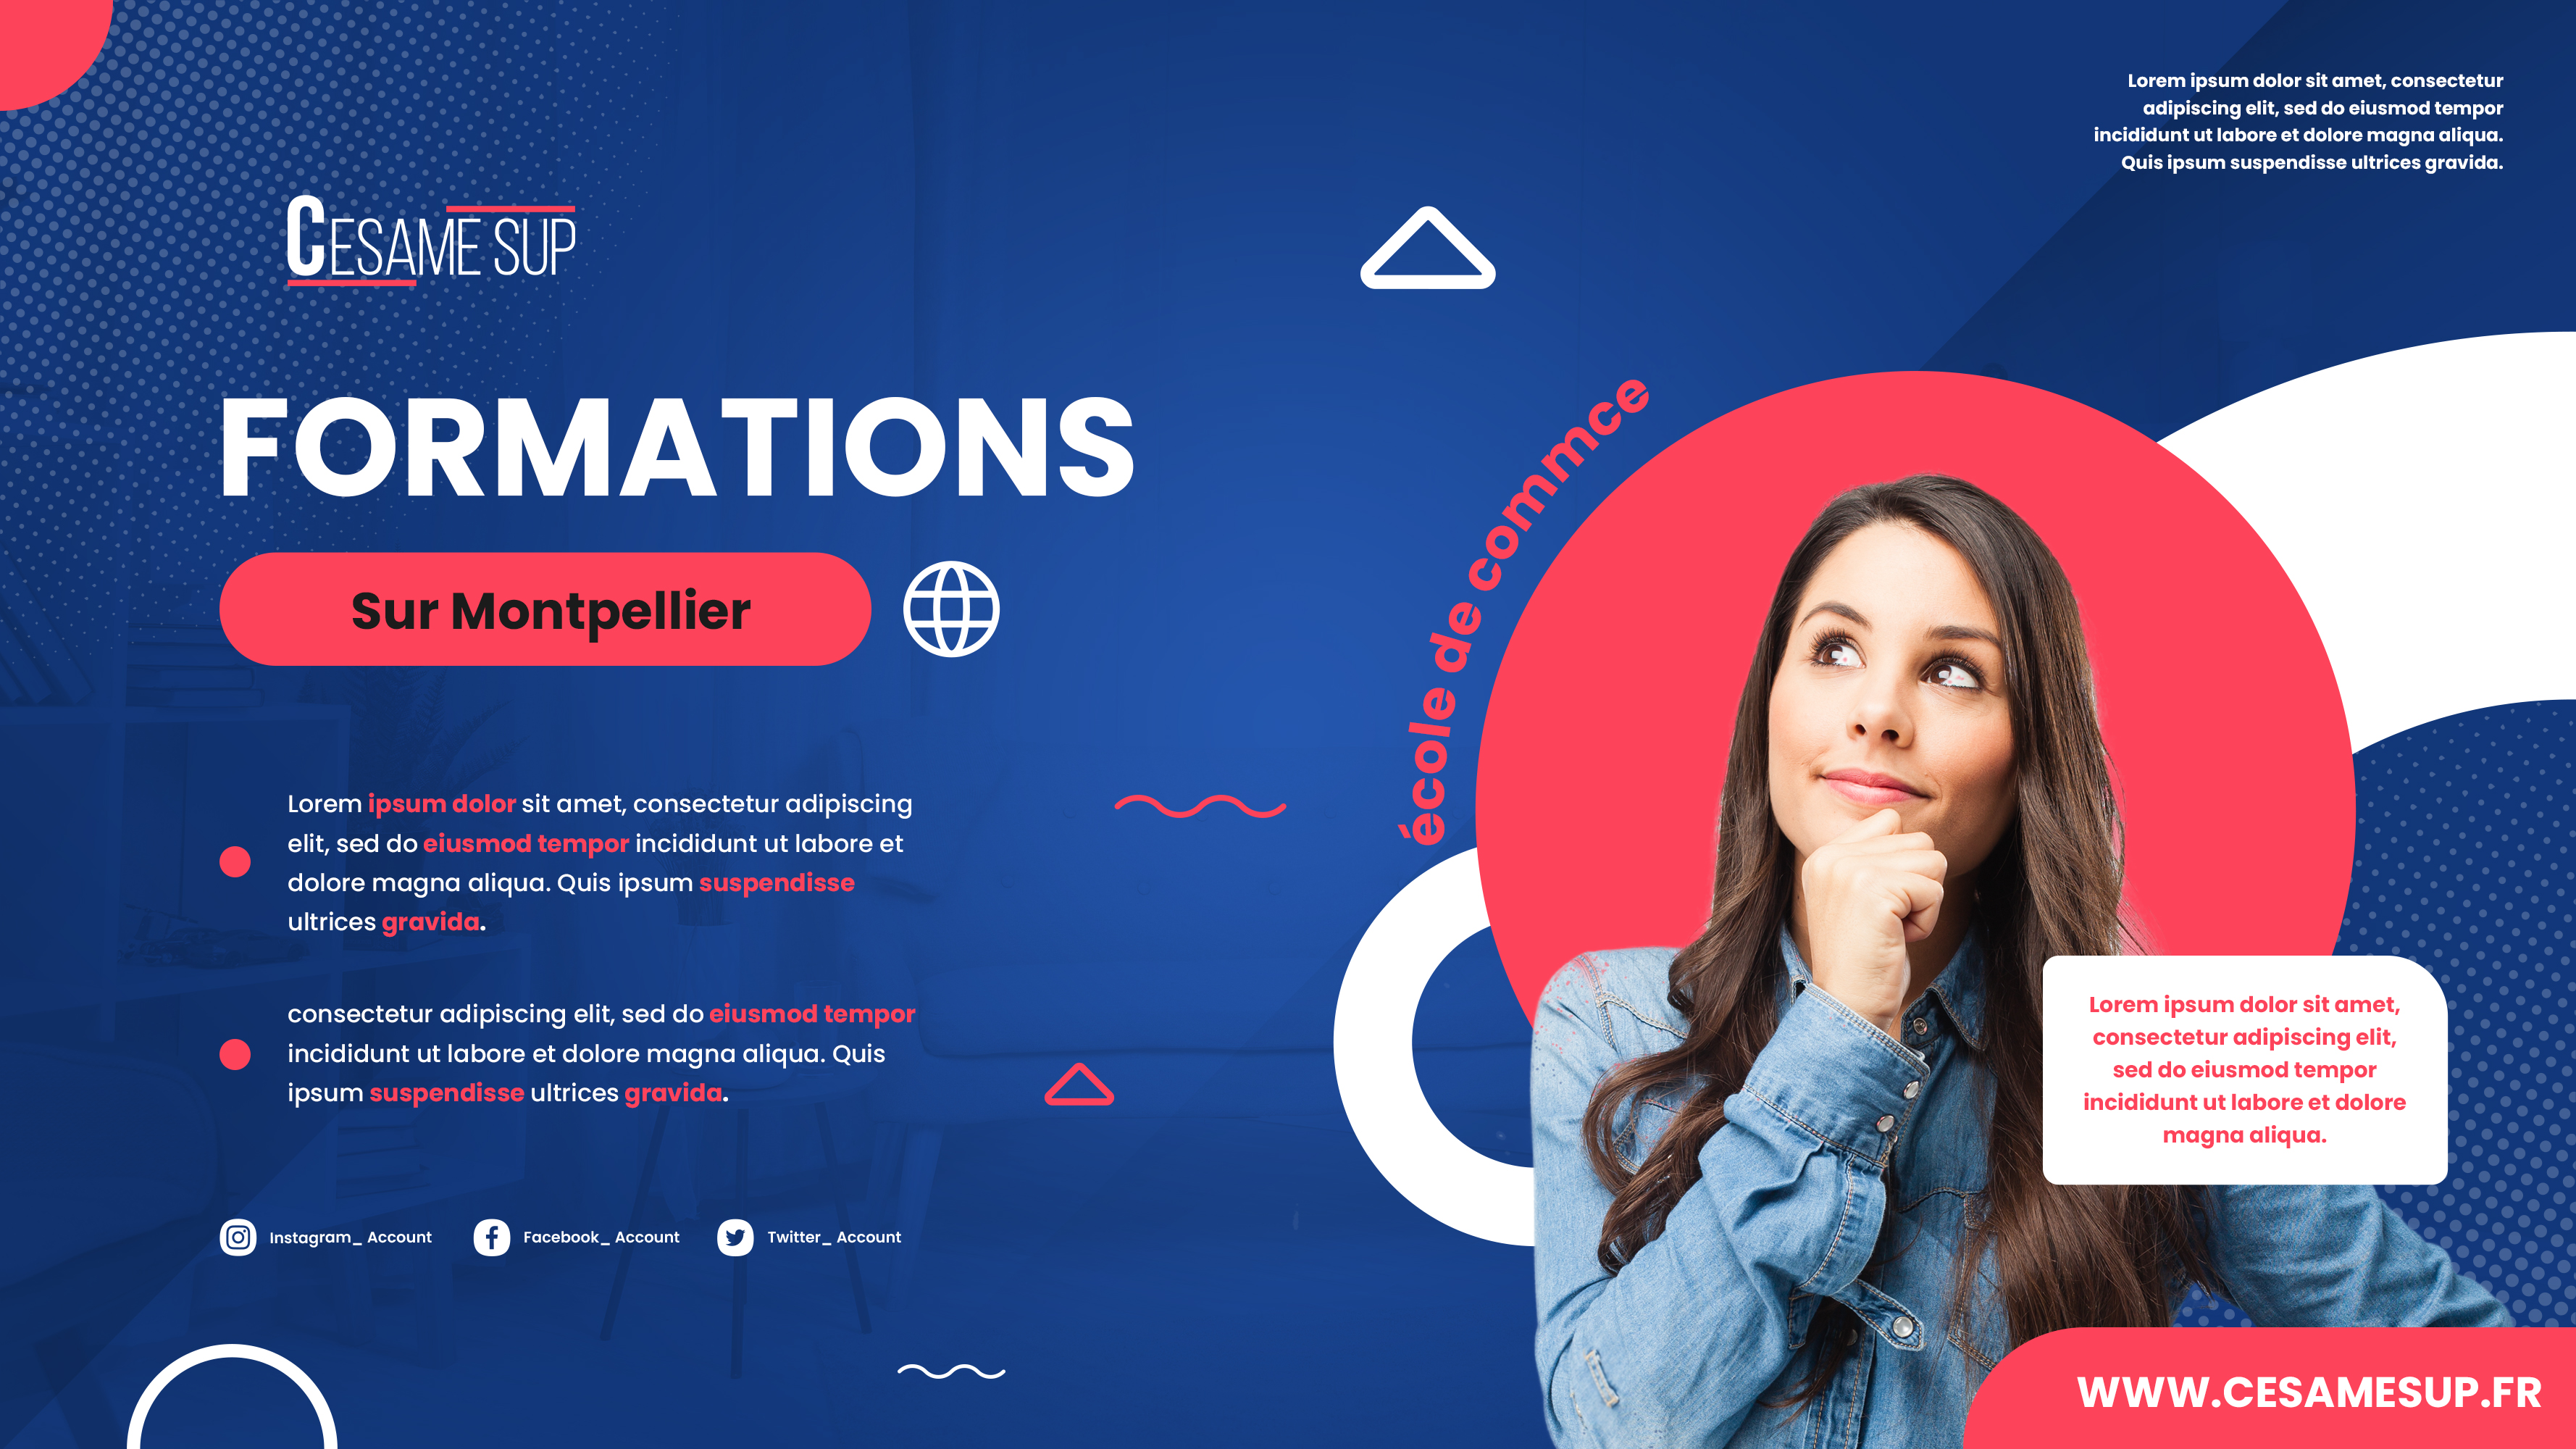 Lorem ipsum dolor sit amet, consectetur
adipiscing elit, sed do eiusmod tempor
incididunt ut labore et dolore magna aliqua.
Quis ipsum suspendisse ultrices gravida.
CESAME SUP
FORMATIONS
Sur Montpellier
école de commce
Lorem ipsum dolor sit amet, consectetur adipiscing
elit, sed do eiusmod tempor incididunt ut labore et
dolore magna aliqua. Quis ipsum suspendisse
ultrices gravida.
consectetur adipiscing elit, sed do eiusmod tempor
incididunt ut labore et dolore magna aliqua. Quis
ipsum suspendisse ultrices gravida.
Lorem ipsum dolor sit amet,
consectetur adipiscing elit,
sed do eiusmod tempor
incididunt ut labore et dolore
magna aliqua.
Instagram_ Account
Facebook_ Account
Twitter_ Account
WWW.CESAMESUP.FR